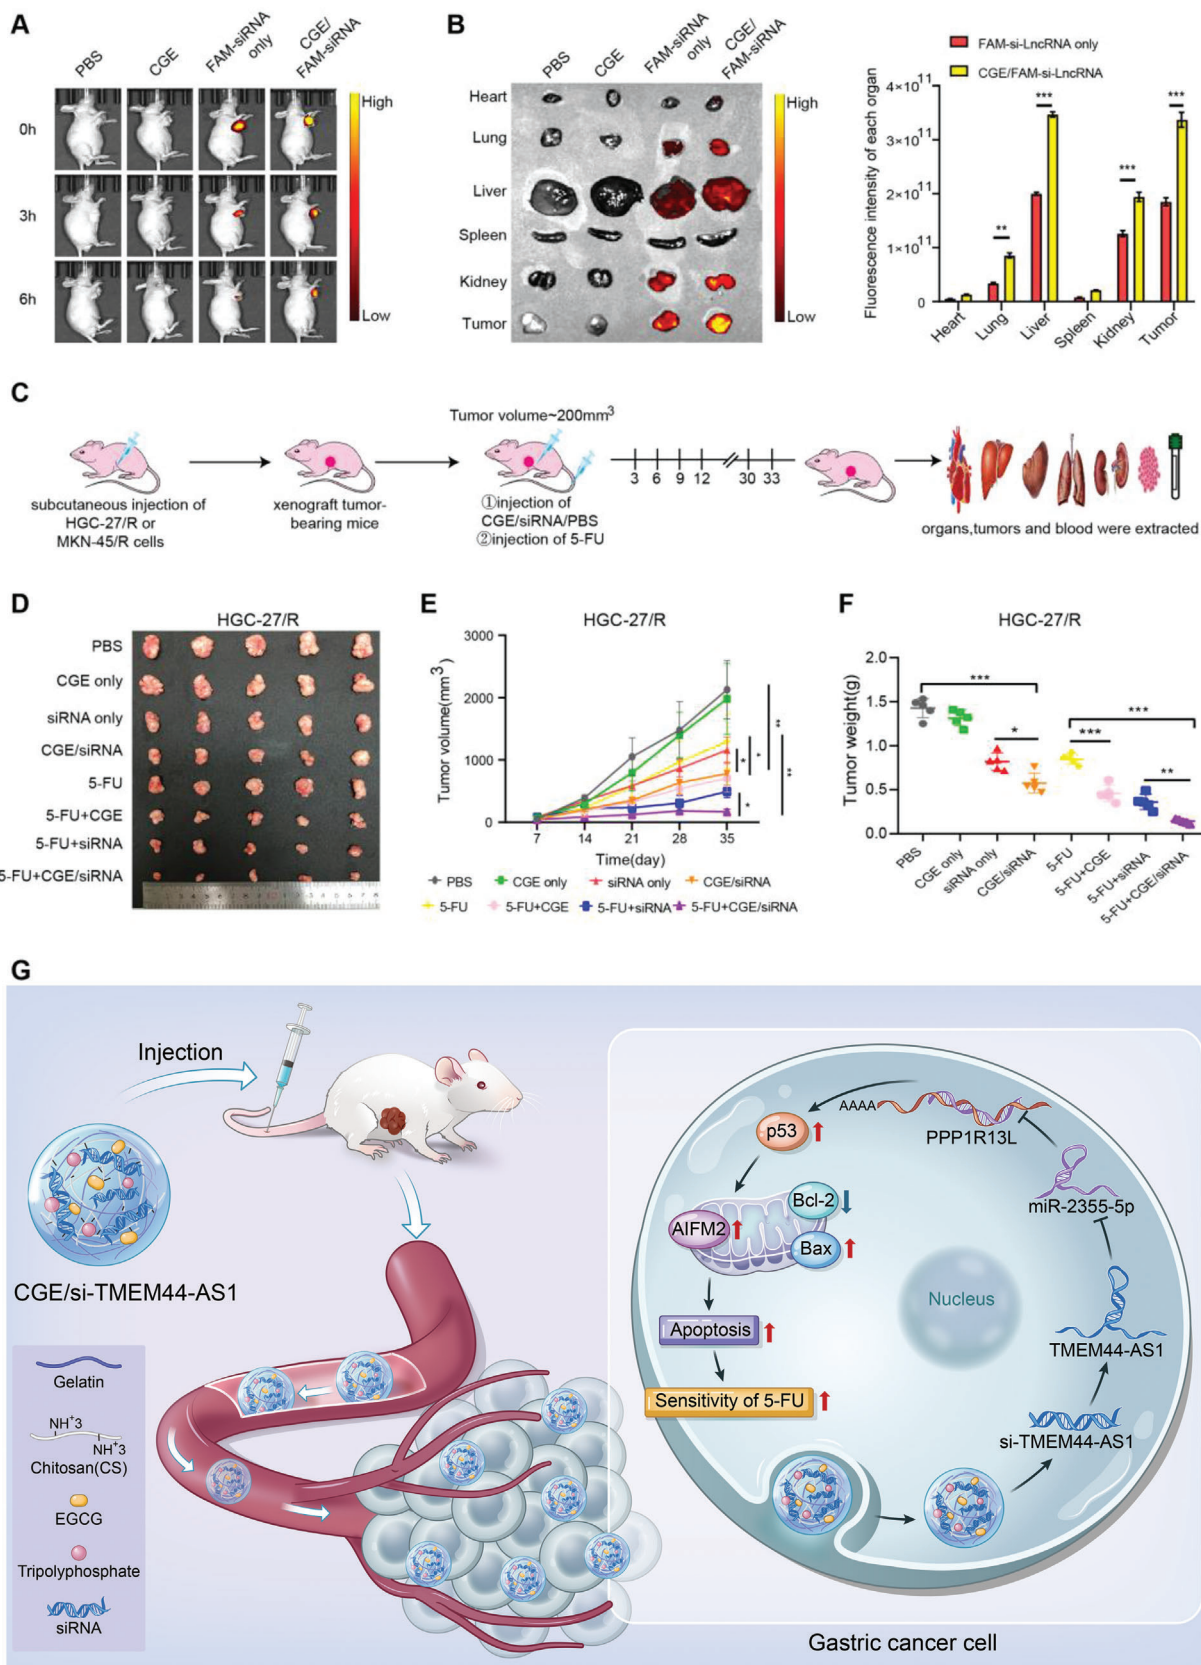 A
PBS
CGE
FAM-siRNA only
CGE/ FAM-siRNA
0h
3h
6h
High
Low
B
PBS
CGE
FAM-siRNA only
CGE/ FAM-siRNA
Heart
Lung
Liver
Spleen
Kidney
Tumor
High
Low
FAM-si-LncRNA only
CGE/FAM-si-LncRNA
Fluorescence intensity of each organ
4×10¹¹
3×10¹¹
2×10¹¹
1×10¹¹
0
**
***
***
***
Heart
Lung
Liver
Spleen
Kidney
Tumor
C
subcutaneous injection of
HGC-27/R or
MKN-45/R cells
xenograft tumor-
bearing mice
Tumor volume~200mm³
①injection of
CGE/siRNA/PBS
②injection of 5-FU
3 6 9 12 30 33
organs,tumors and blood were extracted
D
HGC-27/R
PBS
CGE only
siRNA only
CGE/siRNA
5-FU
5-FU+CGE
5-FU+siRNA
5-FU+CGE/siRNA
E
HGC-27/R
Tumor volume(mm³)
3000
2000
1000
0
7 14 21 28 35
Time(day)
*
*
*
**
**
PBS
CGE only
siRNA only
CGE/siRNA
5-FU
5-FU+CGE
5-FU+siRNA
5-FU+CGE/siRNA
F
HGC-27/R
Tumor weight(g)
2.0
1.5
1.0
0.5
0.0
***
*
***
***
**
PBS
CGE only
siRNA only
CGE/siRNA
5-FU
5-FU+CGE
5-FU+siRNA
5-FU+CGE/siRNA
G
Injection
CGE/si-TMEM44-AS1
Gelatin
NH⁺3
NH⁺3
Chitosan(CS)
EGCG
Tripolyphosphate
siRNA
AAAA
PPP1R13L
p53
miR-2355-5p
Bcl-2
AIFM2
Bax
Nucleus
TMEM44-AS1
Apoptosis
Sensitivity of 5-FU
si-TMEM44-AS1
Gastric cancer cell